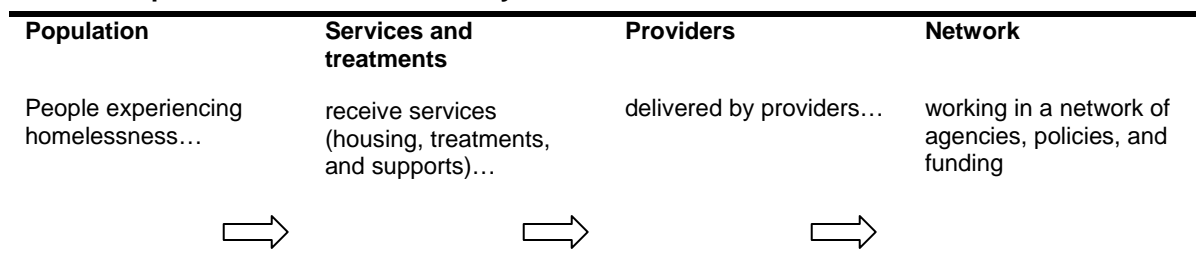 Population
Services and
treatments
Providers
Network
People experiencing
homelessness…
receive services
(housing, treatments,
and supports)…
delivered by providers…
working in a network of
agencies, policies, and
funding